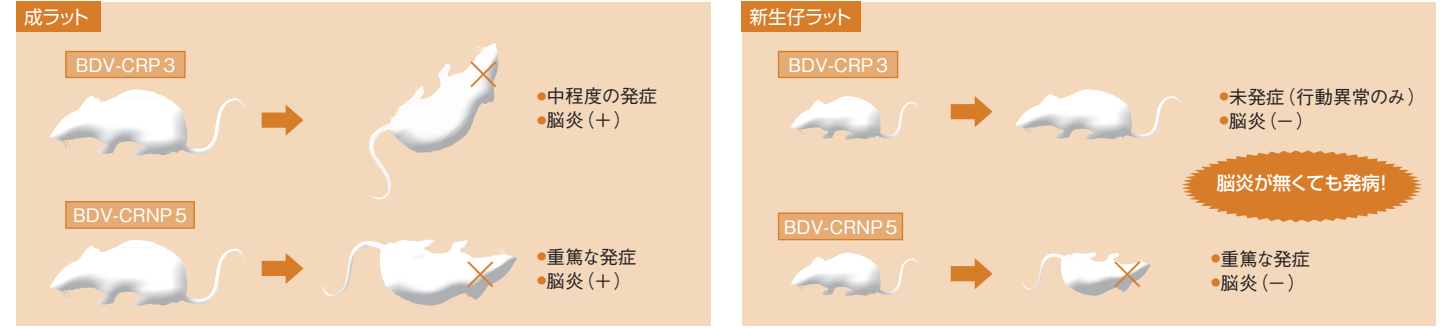 成ラット
BDV-CRP3
●中程度の発症
●脳炎（＋）
BDV-CRNP5
●重篤な発症
●脳炎（＋）
新生仔ラット
BDV-CRP3
●未発症（行動異常のみ）
●脳炎（－）
脳炎が無くても発病!
BDV-CRNP5
●重篤な発症
●脳炎（－）